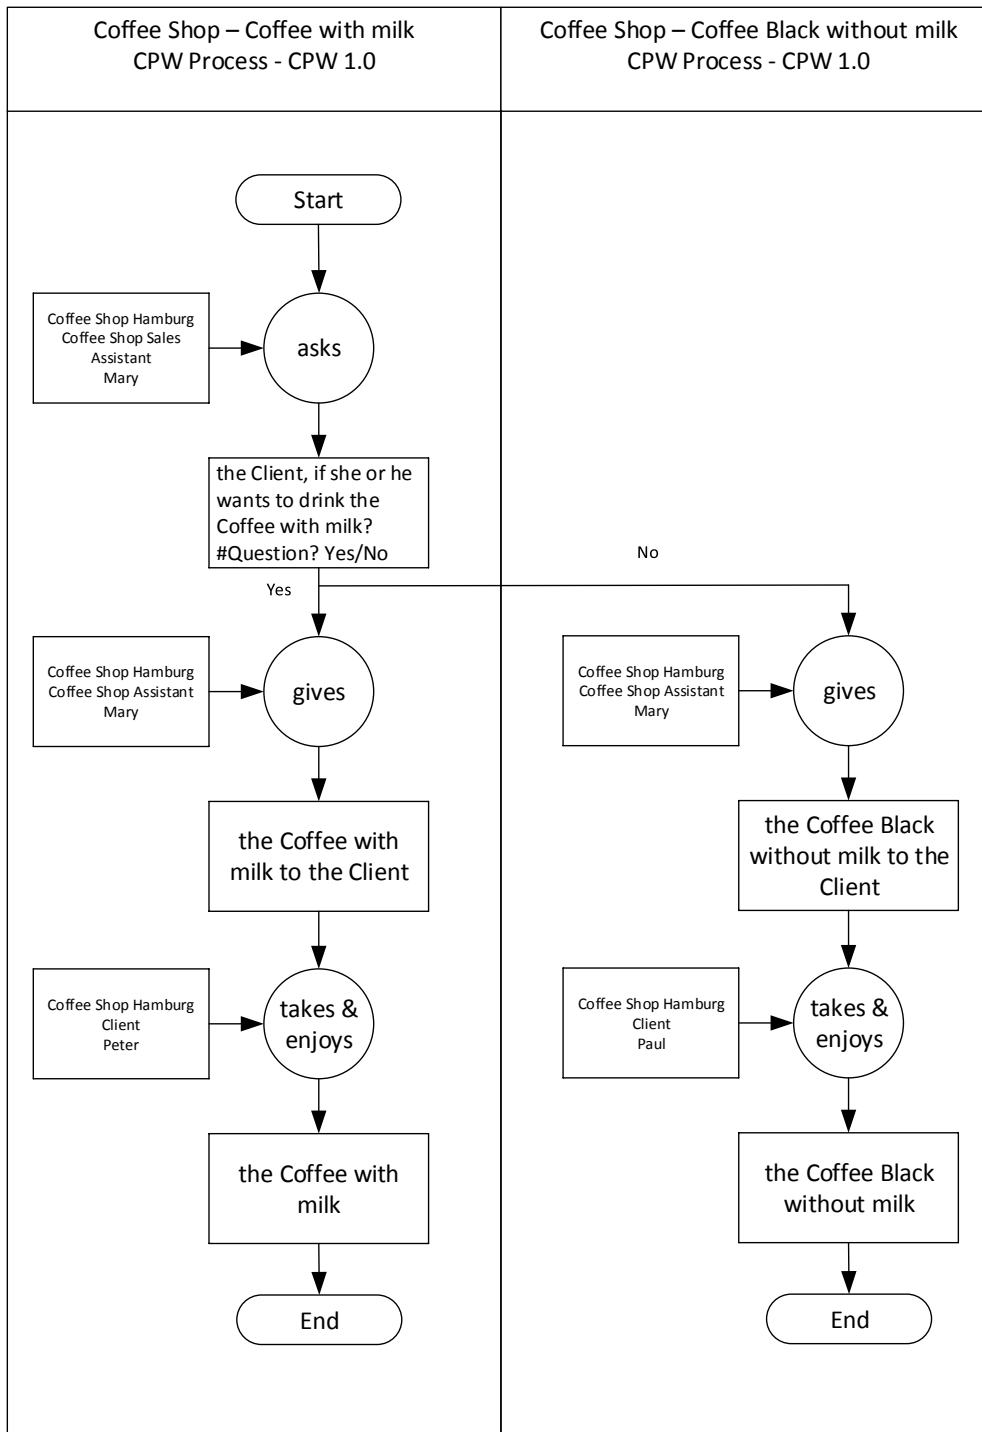 Coffee Shop – Coffee with milk
CPW Process - CPW 1.0
Coffee Shop – Coffee Black without milk
CPW Process - CPW 1.0
Start
Coffee Shop Hamburg
Coffee Shop Sales
Assistant
Mary
asks
the Client, if she or he
wants to drink the
Coffee with milk?
#Question? Yes/No
No
Yes
Coffee Shop Hamburg
Coffee Shop Assistant
Mary
gives
Coffee Shop Hamburg
Coffee Shop Assistant
Mary
gives
the Coffee with
milk to the Client
the Coffee Black
without milk to the
Client
Coffee Shop Hamburg
Client
Peter
takes &
enjoys
Coffee Shop Hamburg
Client
Paul
takes &
enjoys
the Coffee with
milk
the Coffee Black
without milk
End
End